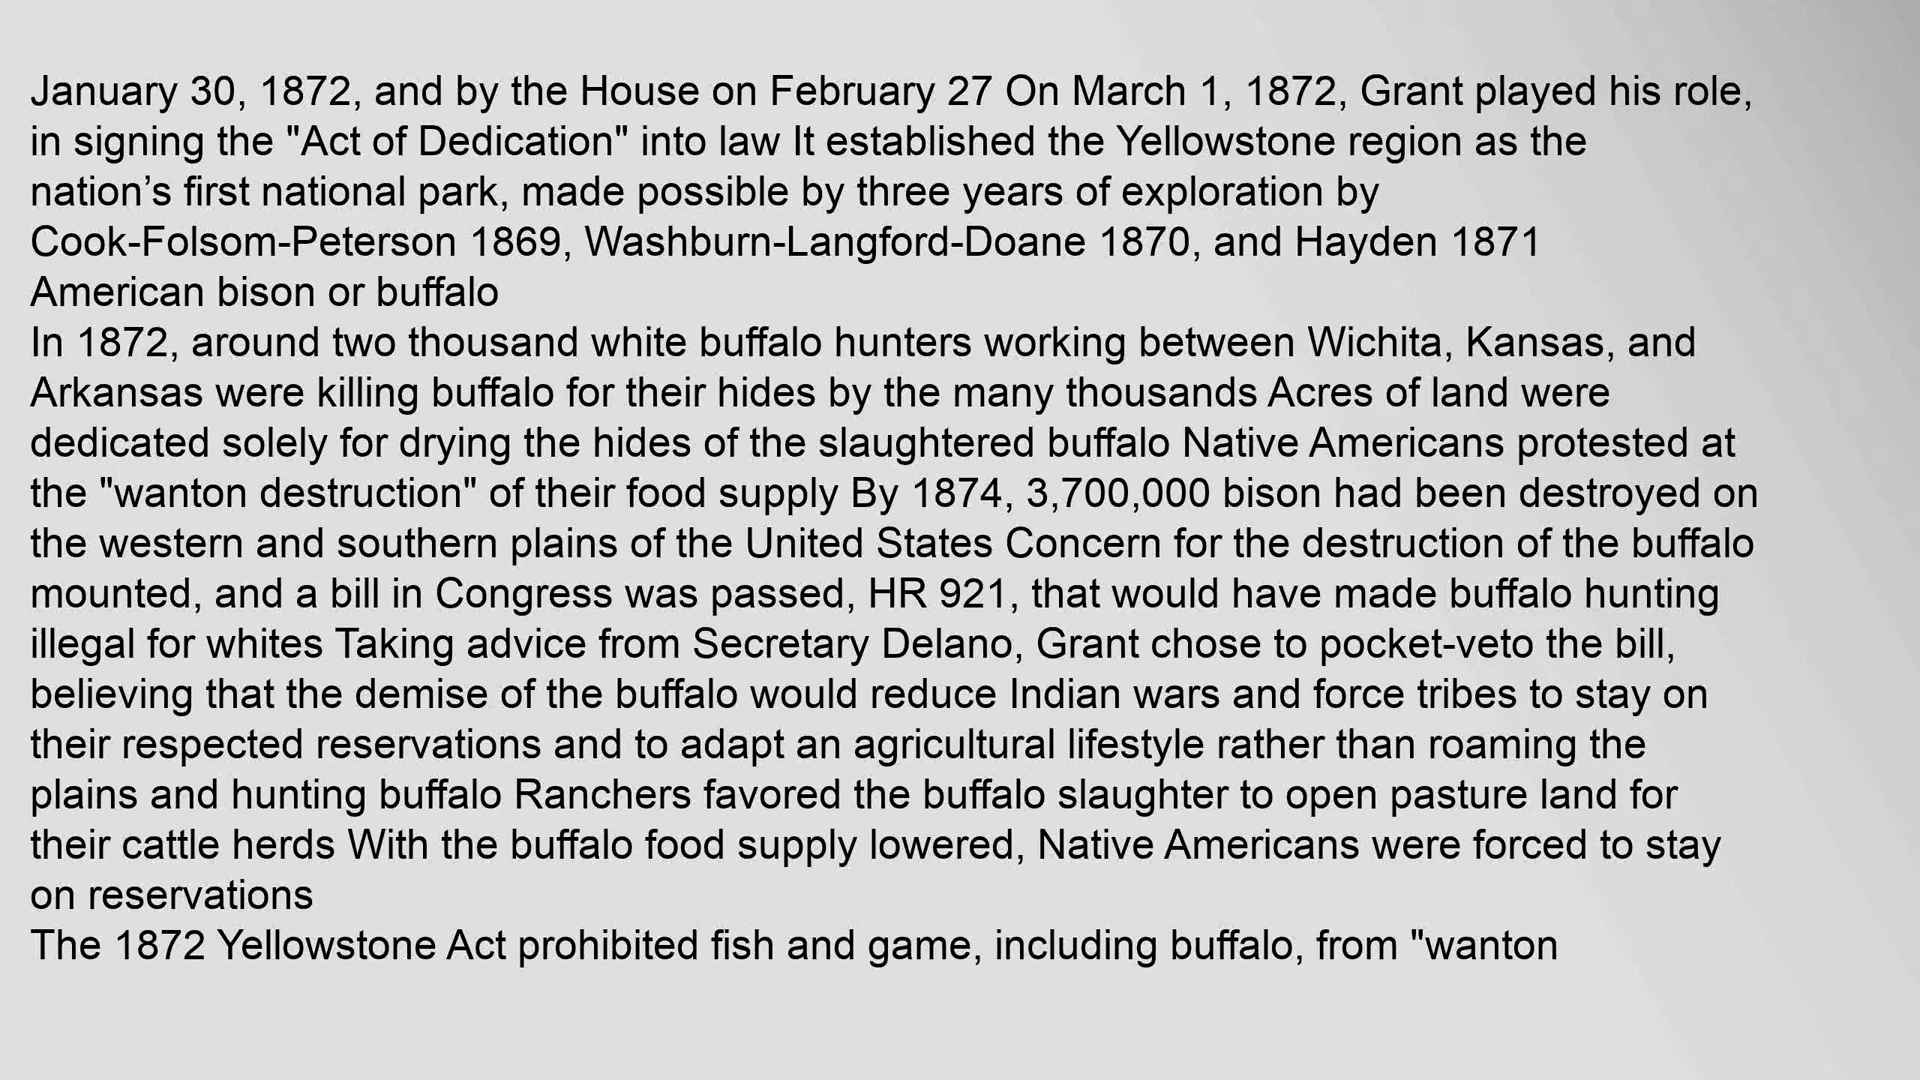 January 30, 1872, and by the House on February 27 On March 1, 1872, Grant played his role,
in signing the "Act of Dedication" into law It established the Yellowstone region as the
nation’s first national park, made possible by three years of exploration by
Cook-Folsom-Peterson 1869, Washburn-Langford-Doane 1870, and Hayden 1871
American bison or buffalo
In 1872, around two thousand white buffalo hunters working between Wichita, Kansas, and
Arkansas were killing buffalo for their hides by the many thousands Acres of land were
dedicated solely for drying the hides of the slaughtered buffalo Native Americans protested at
the "wanton destruction" of their food supply By 1874, 3,700,000 bison had been destroyed on
the western and southern plains of the United States Concern for the destruction of the buffalo
mounted, and a bill in Congress was passed, HR 921, that would have made buffalo hunting
illegal for whites Taking advice from Secretary Delano, Grant chose to pocket-veto the bill,
believing that the demise of the buffalo would reduce Indian wars and force tribes to stay on
their respected reservations and to adapt an agricultural lifestyle rather than roaming the
plains and hunting buffalo Ranchers favored the buffalo slaughter to open pasture land for
their cattle herds With the buffalo food supply lowered, Native Americans were forced to stay
on reservations
The 1872 Yellowstone Act prohibited fish and game, including buffalo, from "wanton